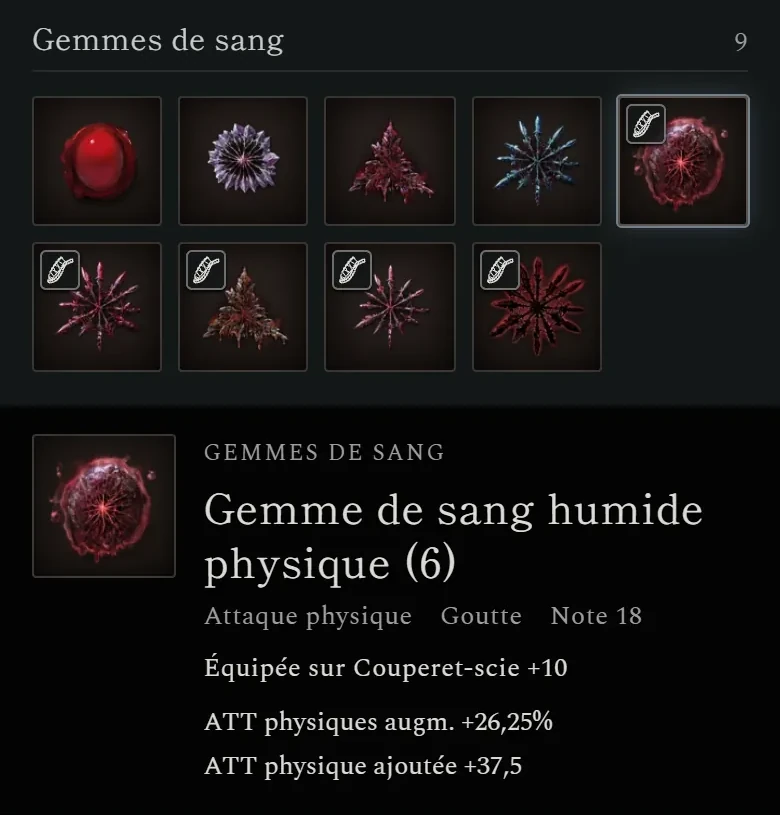 Gemmes de sang
9
GEMMES DE SANG
Gemme de sang humide
physique (6)
Attaque physique Goutte Note 18
Équipée sur Couperet-scie +10
ATT physiques augm. +26,25%
ATT physique ajoutée +37,5